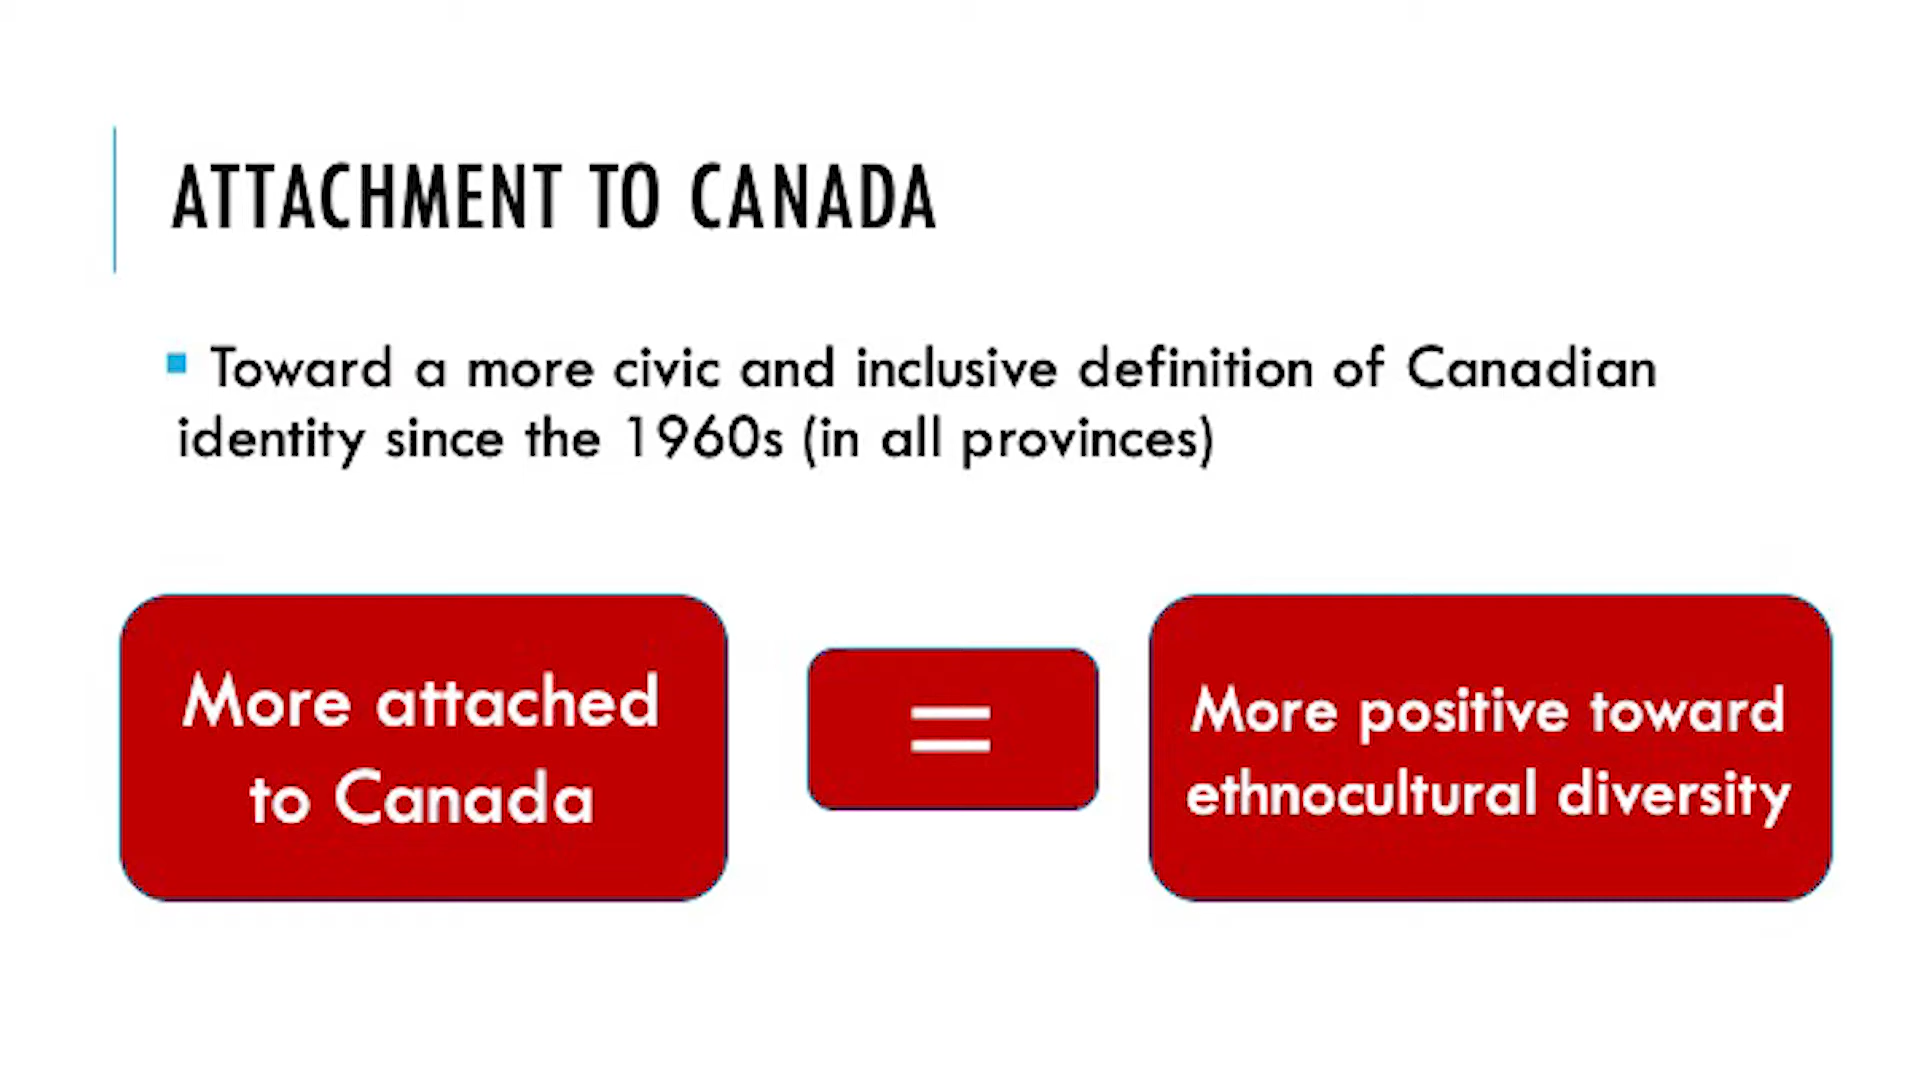 ATTACHMENT TO CANADA
Toward a more civic and inclusive definition of Canadian
identity since the 1960s (in all provinces)
More attached
to Canada
=
More positive toward
ethnocultural diversity